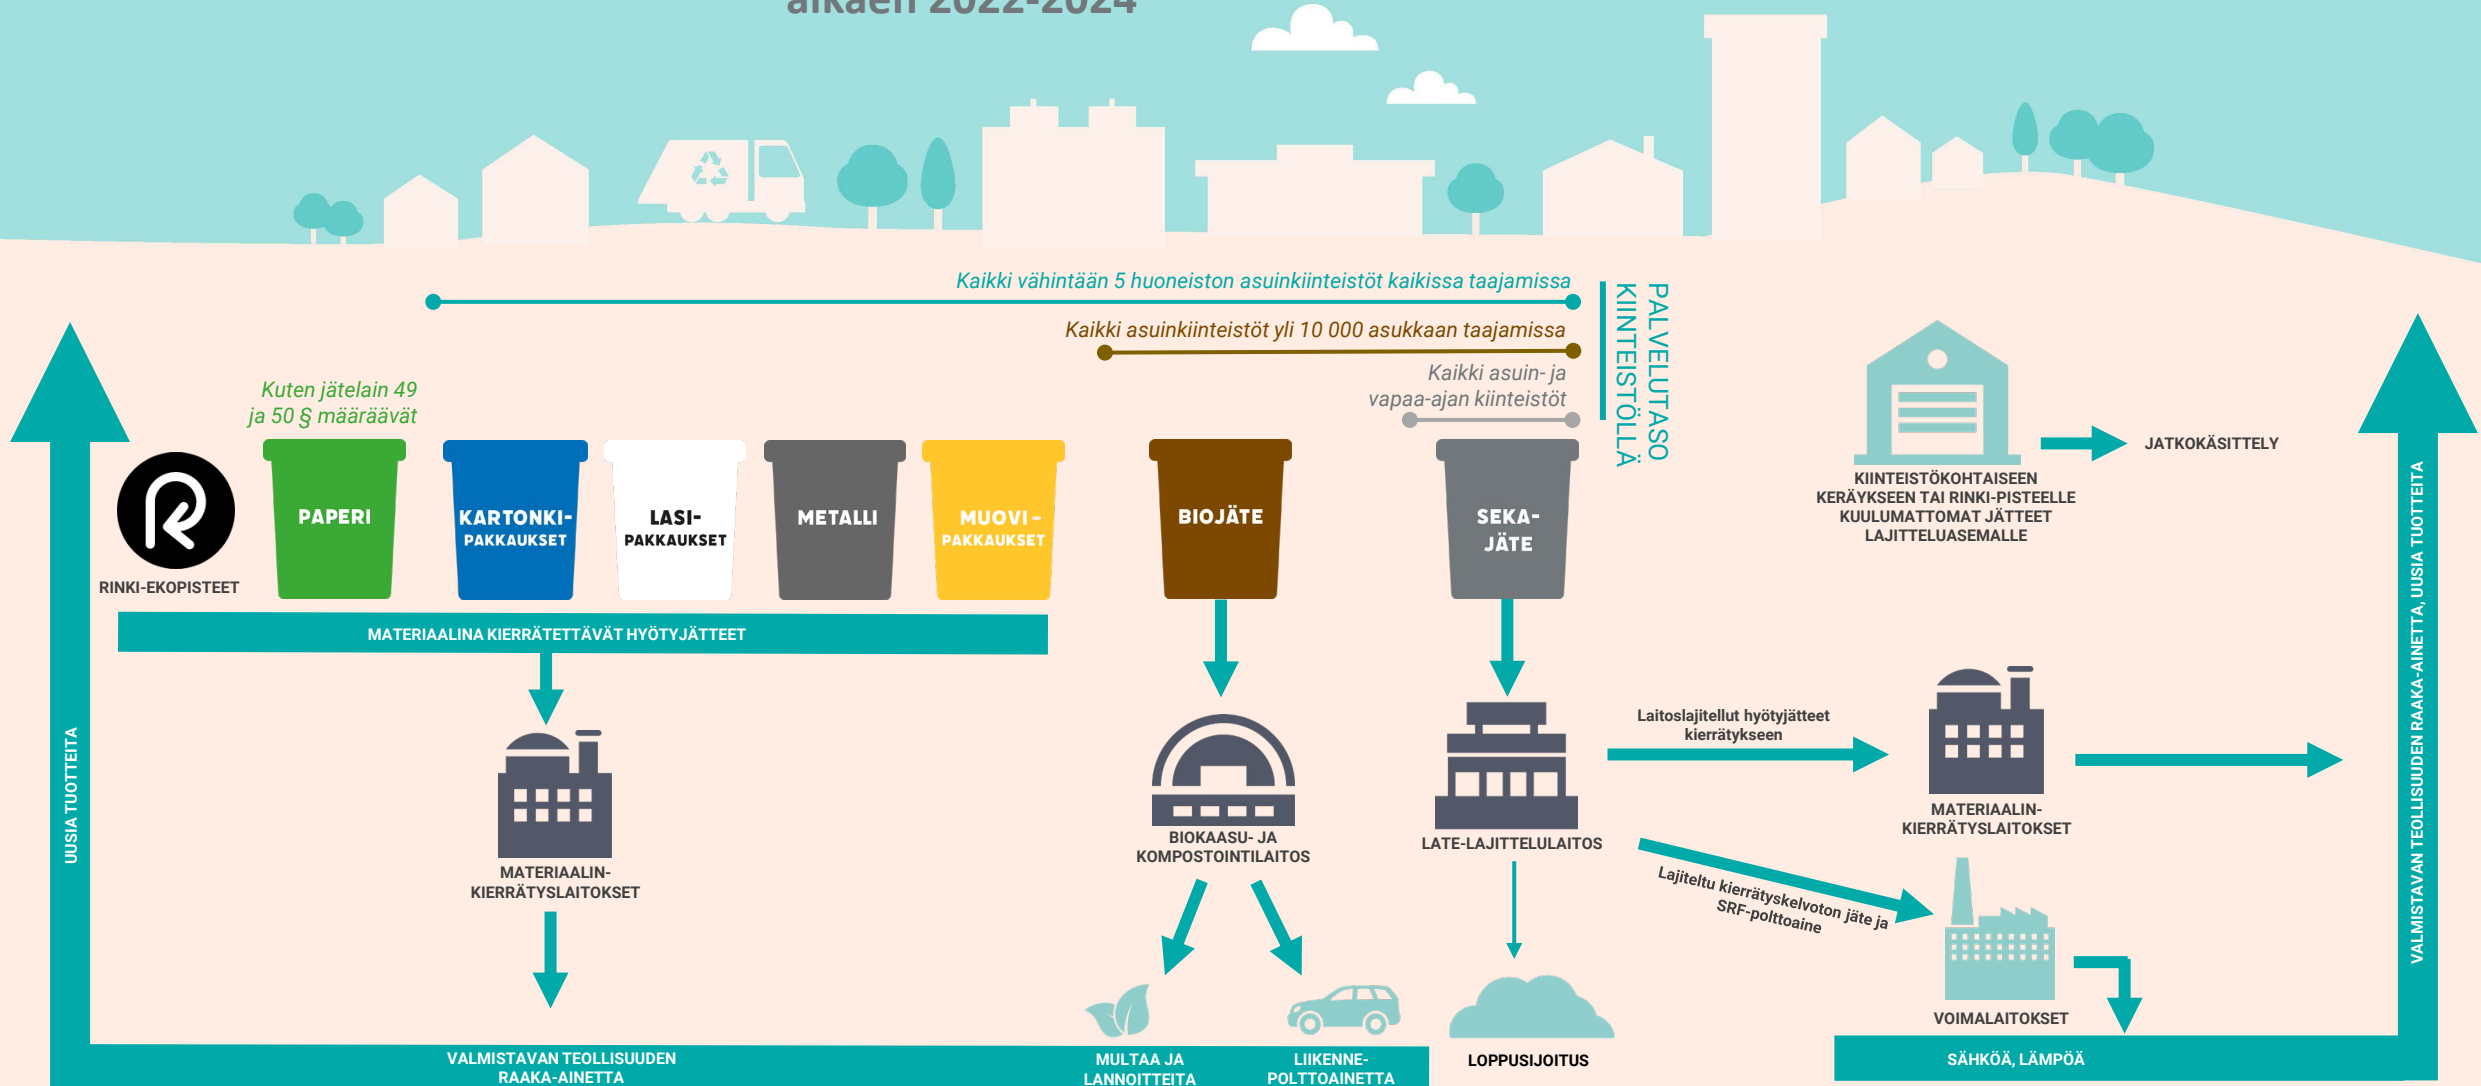 alkaen 2022-2024
Kaikki vähintään 5 huoneiston asuinkiinteistöt kaikissa taajamissa
Kaikki asuinkiinteistöt yli 10 000 asukkaan taajamissa
Kaikki asuin- ja
vapaa-ajan kiinteistöt
PALVELUTASO
KIINTEISTÖLLÄ
Kuten jätelain 49
ja 50 § määräävät
RINKI-EKOPISTEET
PAPERI
KARTONKI-
PAKKAUKSET
LASI-
PAKKAUKSET
METALLI
MUOVI-
PAKKAUKSET
BIOJÄTE
SEKA-
JÄTE
KIINTEISTÖKOHTAISEEN
KERÄYKSEEN TAI RINKI-PISTEELLE
KUULUMATTOMAT JÄTTEET
LAJITTELUASEMALLE
JATKOKÄSITTELY
MATERIAALINA KIERRÄTETTÄVÄT HYÖTYJÄTTEET
UUSIA TUOTTEITA
MATERIAALIN-
KIERRÄTYSLAITOKSET
BIOKAASU- JA
KOMPOSTOINTILAITOS
LATE-LAJITTELULAITOS
Laitoslajitellut hyötyjätteet
kierrätykseen
MATERIAALIN-
KIERRÄTYSLAITOKSET
Lajiteltu kierrätyskelvoton jäte ja
SRF-polttoaine
VOIMALAITOKSET
VALMISTAVAN TEOLLISUUDEN RAAKA-AINETTA, UUSIA TUOTTEITA
VALMISTAVAN TEOLLISUUDEN
RAAKA-AINETTA
MULTAA JA
LANNOITTEITA
LIIKENNE-
POLTTOAINETTA
LOPPUSIJOITUS
SÄHKÖÄ, LÄMPÖÄ